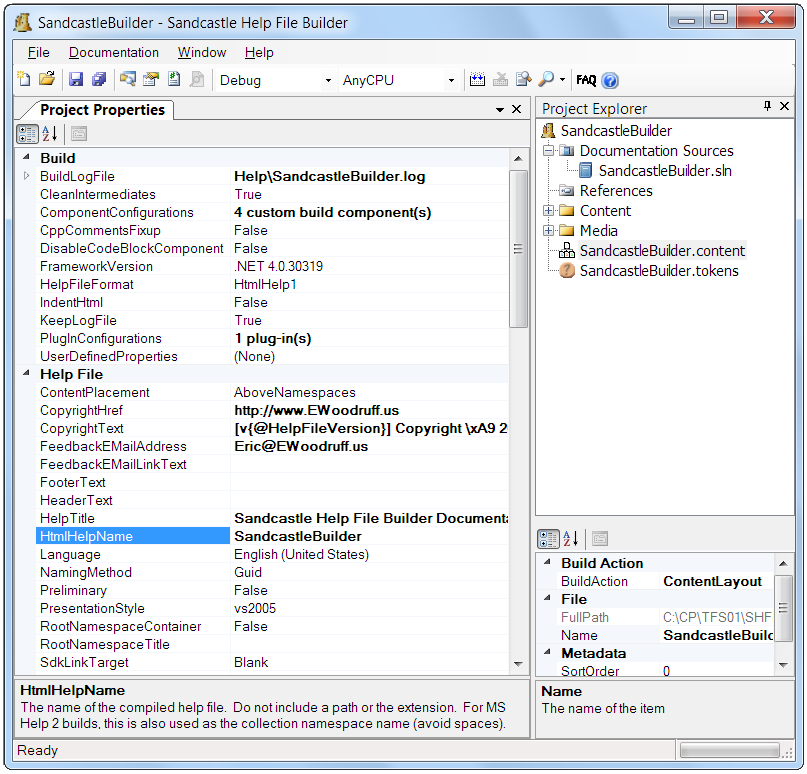 SandcastleBuilder - Sandcastle Help File Builder
File Documentation Window Help
Debug AnyCPU FAQ
Project Properties
Build
BuildLogFile Help\SandcastleBuilder.log
CleanIntermediates True
ComponentConfigurations 4 custom build component(s)
CppCommentsFixup False
DisableCodeBlockComponent False
FrameworkVersion .NET 4.0.30319
HelpFileFormat HtmlHelp1
IndentHtml False
KeepLogFile True
PlugInConfigurations 1 plug-in(s)
UserDefinedProperties (None)
Help File
ContentPlacement AboveNamespaces
CopyrightHref http://www.EWoodruff.us
CopyrightText [v{@HelpFileVersion}] Copyright \xA9 2
FeedbackEMailAddress Eric@EWoodruff.us
FeedbackEMailLinkText
FooterText
HeaderText
HelpTitle Sandcastle Help File Builder Documenta
HtmlHelpName SandcastleBuilder
Language English (United States)
NamingMethod Guid
Preliminary False
PresentationStyle vs2005
RootNamespaceContainer False
RootNamespaceTitle
SdkLinkTarget Blank
HtmlHelpName
The name of the compiled help file. Do not include a path or the extension. For MS
Help 2 builds, this is also used as the collection namespace name (avoid spaces).
Project Explorer
SandcastleBuilder
Documentation Sources
SandcastleBuilder.sln
References
Content
Media
SandcastleBuilder.content
SandcastleBuilder.tokens
Build Action
BuildAction ContentLayout
File
FullPath C:\CP\TFS01\SHF
Name SandcastleBuild
Metadata
SortOrder 0
Name
The name of the item
Ready